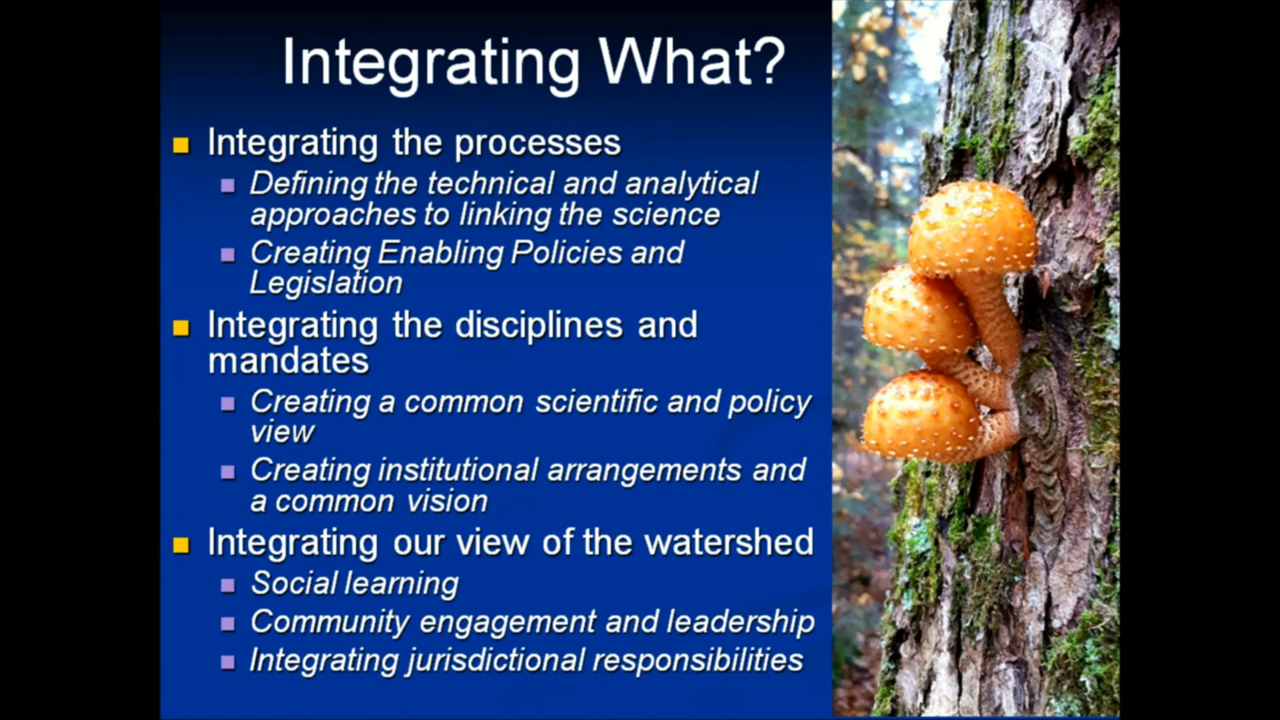 Integrating What?
Integrating the processes
Defining the technical and analytical
approaches to linking the science
Creating Enabling Policies and
Legislation
Integrating the disciplines and
mandates
Creating a common scientific and policy
view
Creating institutional arrangements and
a common vision
Integrating our view of the watershed
Social learning
Community engagement and leadership
Integrating jurisdictional responsibilities